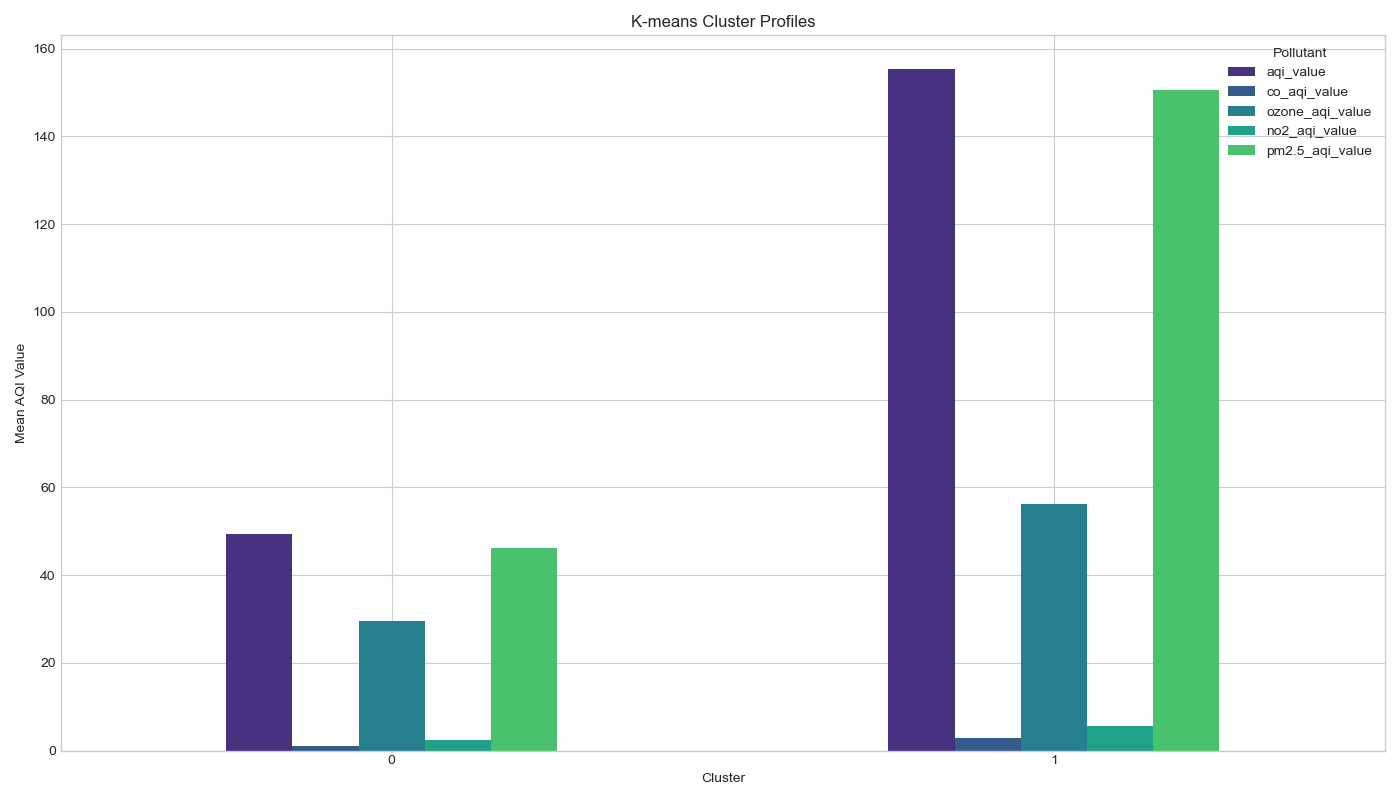 K-means Cluster Profiles
160
140
120
100
80
60
40
20
0
Mean AQI Value
Pollutant
aqi_value
co_aqi_value
ozone_aqi_value
no2_aqi_value
pm2.5_aqi_value
0
1
Cluster